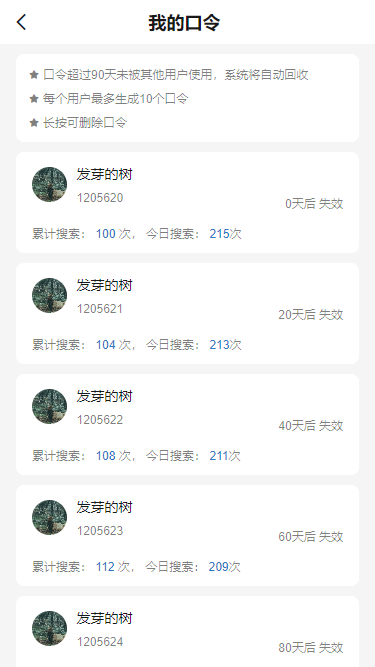 我的口令
★ 口令超过90天未被其他用户使用，系统将自动回收
★ 每个用户最多生成10个口令
★ 长按可删除口令
发芽的树
1205620
0天后 失效
累计搜索： 100 次， 今日搜索： 215次
发芽的树
1205621
20天后 失效
累计搜索： 104 次， 今日搜索： 213次
发芽的树
1205622
40天后 失效
累计搜索： 108 次， 今日搜索： 211次
发芽的树
1205623
60天后 失效
累计搜索： 112 次， 今日搜索： 209次
发芽的树
1205624
80天后 失效